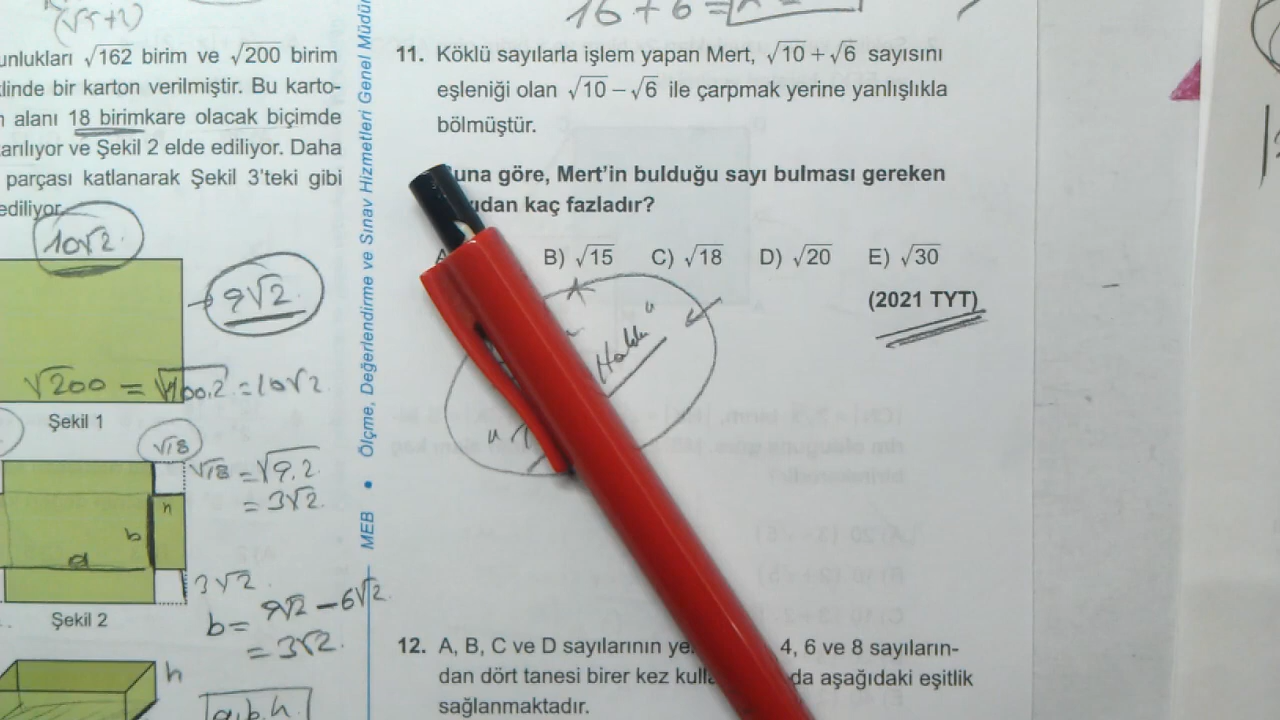 (√5+2)
unlukları √162 birim ve √200 birim
linde bir karton verilmiştir. Bu karto-
alanı 18 birimkare olacak biçimde
arılıyor ve Şekil 2 elde ediliyor. Daha
parçası katlanarak Şekil 3'teki gibi
ediliyor.
10√2
9√2
√200 = √100.2 = 10√2
Şekil 1
√18
√18 = √9.2
= 3√2
h
b
a
3√2
b = 9√2 - 6√2
= 3√2
Şekil 2
h
a.b.h
MEB • Ölçme, Değerlendirme ve Sınav Hizmetleri Genel Müdür
16 + 6 =
11. Köklü sayılarla işlem yapan Mert, √10 + √6 sayısını
eşleniği olan √10 − √6 ile çarpmak yerine yanlışlıkla
bölmüştür.
una göre, Mert'in bulduğu sayı bulması gereken
ıdan kaç fazladır?
B) √15 C) √18 D) √20 E) √30
(2021 TYT)
12. A, B, C ve D sayılarının 4, 6 ve 8 sayıların-
dan dört tanesi birer kez da aşağıdaki eşitlik
sağlanmaktadır.